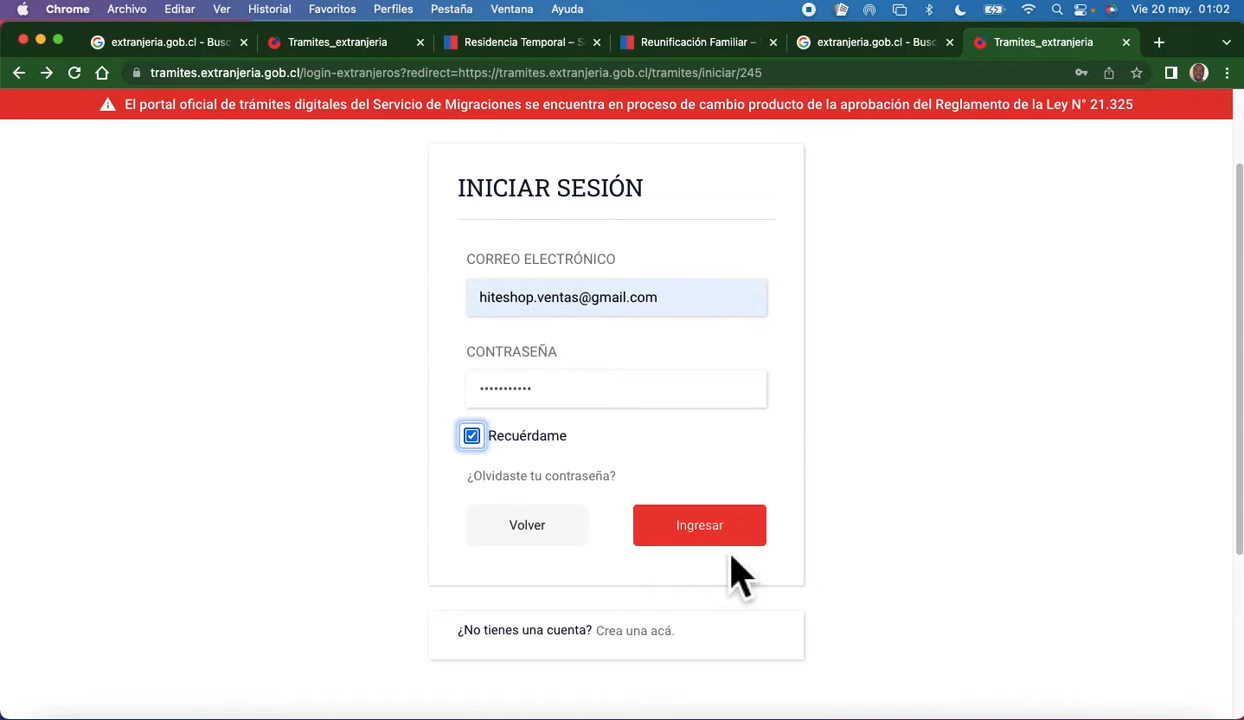 Chrome Archivo Editar Ver Historial Favoritos Perfiles Pestaña Ventana Ayuda Vie 20 may. 01:02
extranjeria.gob.cl - Busc Tramites_extranjeria Residencia Temporal – S Reunificación Familiar – extranjeria.gob.cl - Busc Tramites_extranjeria
tramites.extranjeria.gob.cl/login-extranjeros?redirect=https://tramites.extranjeria.gob.cl/tramites/iniciar/245
El portal oficial de trámites digitales del Servicio de Migraciones se encuentra en proceso de cambio producto de la aprobación del Reglamento de la Ley N° 21.325
INICIAR SESIÓN
CORREO ELECTRÓNICO
hiteshop.ventas@gmail.com
CONTRASEÑA
•••••••••••
Recuérdame
¿Olvidaste tu contraseña?
Volver Ingresar
¿No tienes una cuenta? Crea una acá.